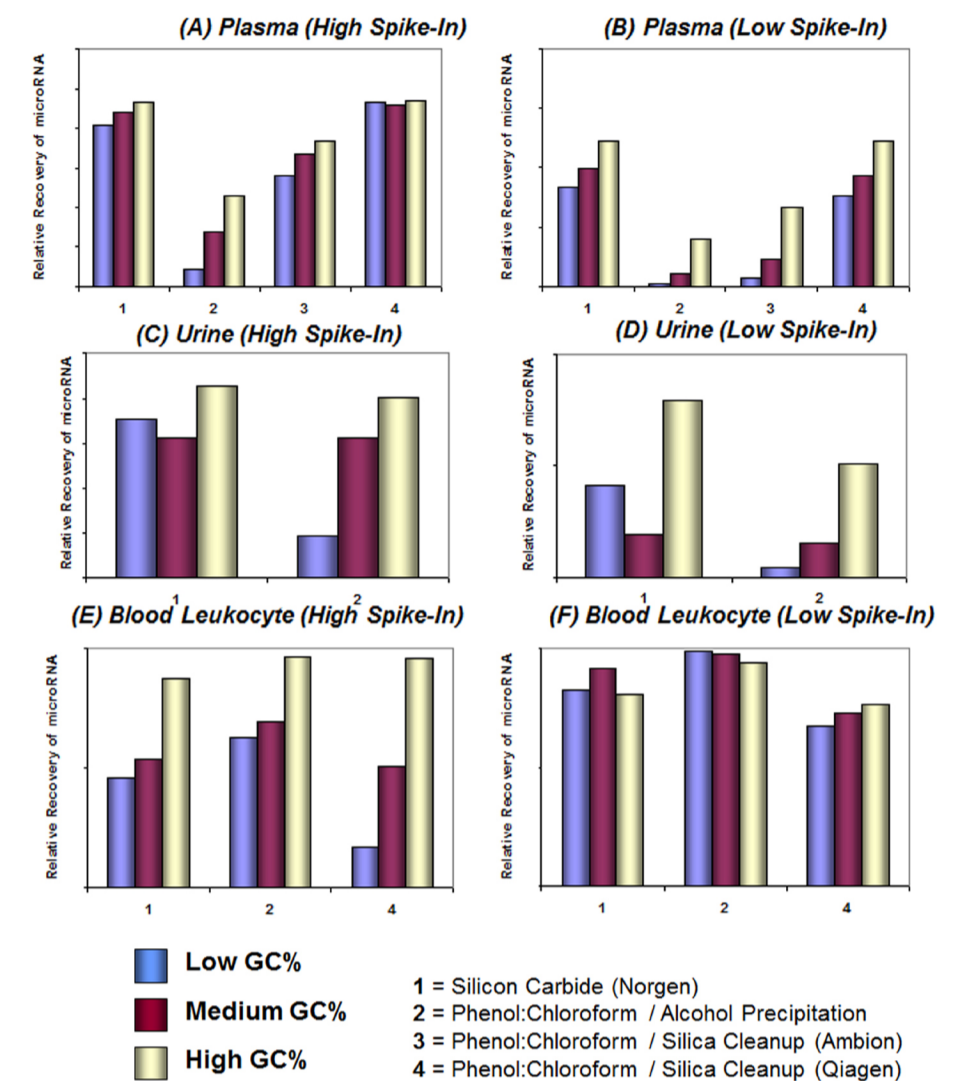 (A) Plasma (High Spike-In)
(B) Plasma (Low Spike-In)
Relative Recovery of microRNA
1 2 3 4
Relative Recovery of microRNA
1 2 3 4
(C) Urine (High Spike-In)
(D) Urine (Low Spike-In)
Relative Recovery of microRNA
1 2
Relative Recovery of microRNA
1 2
(E) Blood Leukocyte (High Spike-In)
1 2
(F) Blood Leukocyte (Low Spike-In)
Relative Recovery of microRNA
1 2 4
Relative Recovery of microRNA
1 2 4
Low GC%
Medium GC%
High GC%
1 = Silicon Carbide (Norgen)
2 = Phenol:Chloroform / Alcohol Precipitation
3 = Phenol:Chloroform / Silica Cleanup (Ambion)
4 = Phenol:Chloroform / Silica Cleanup (Qiagen)